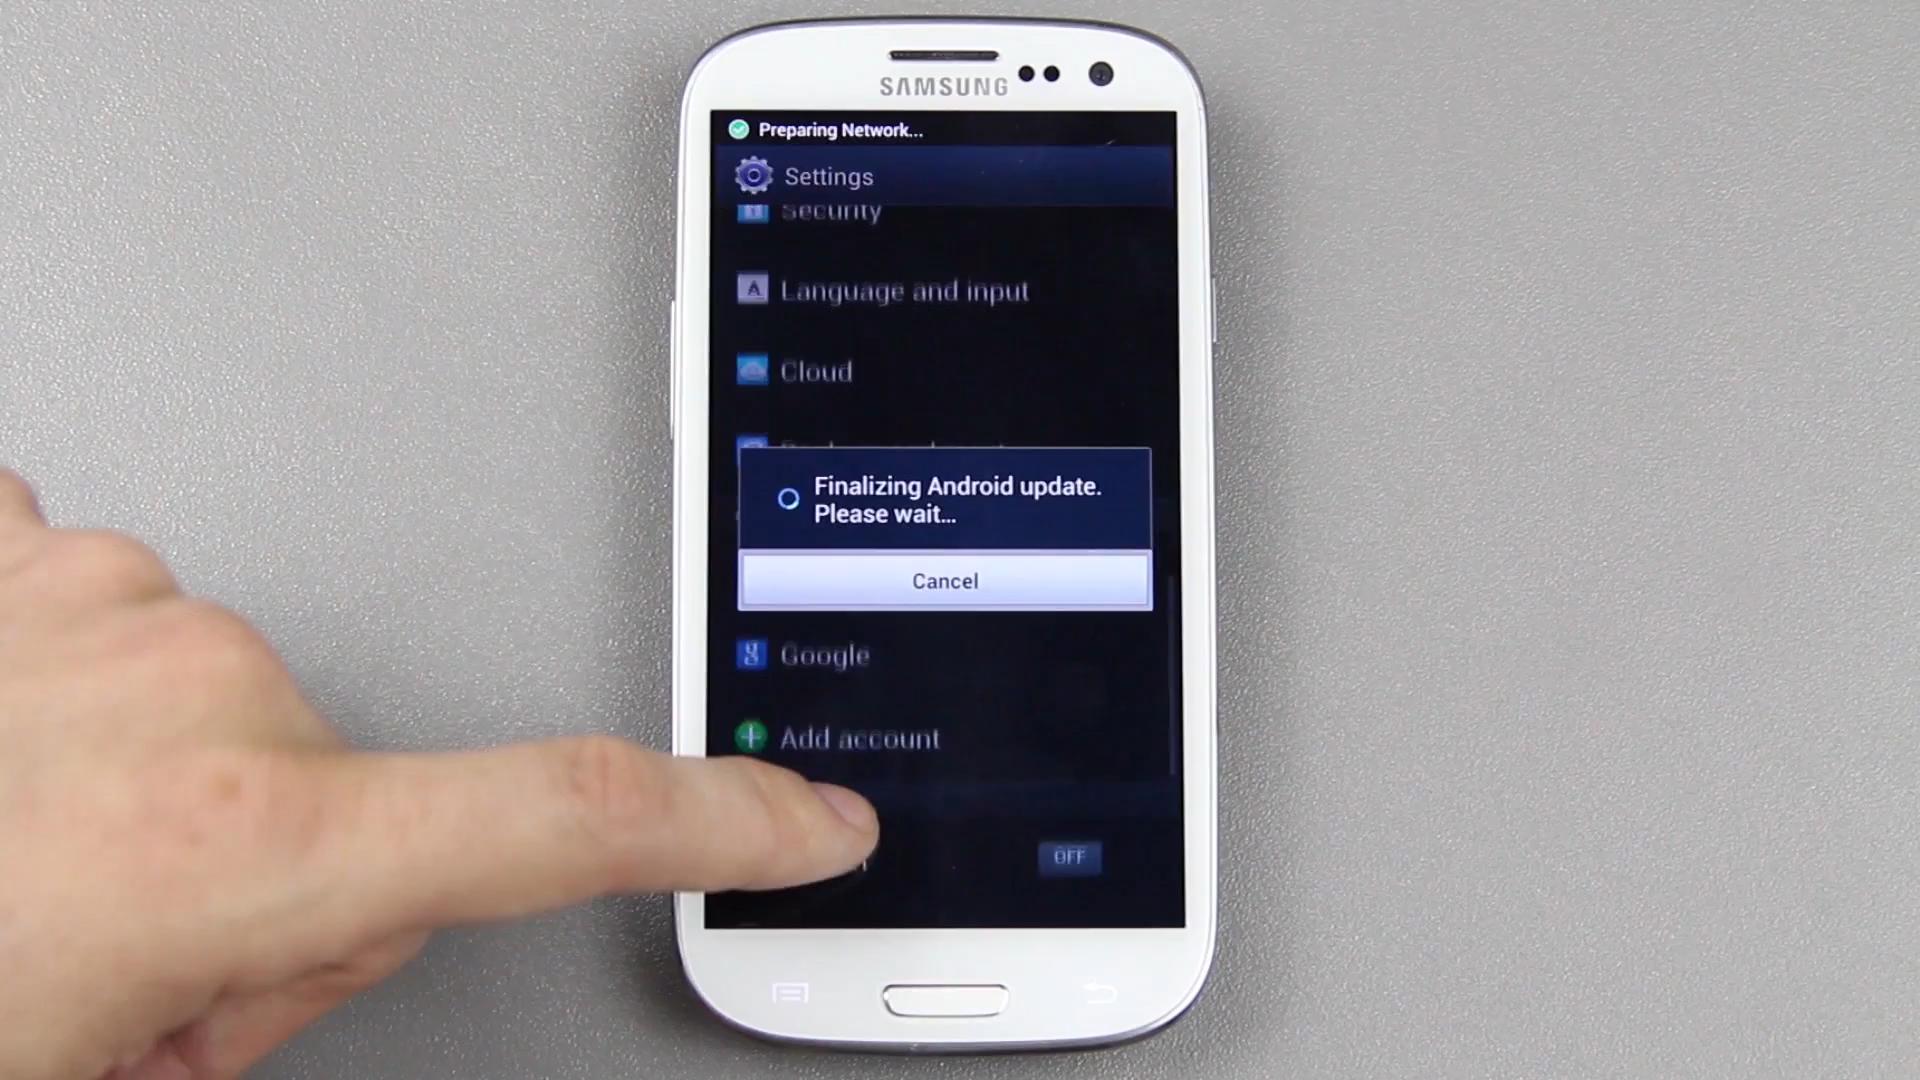 SAMSUNG
Preparing Network...
Settings
Security
Language and input
Cloud
Finalizing Android update.
Please wait...
Cancel
Google
Add account
OFF